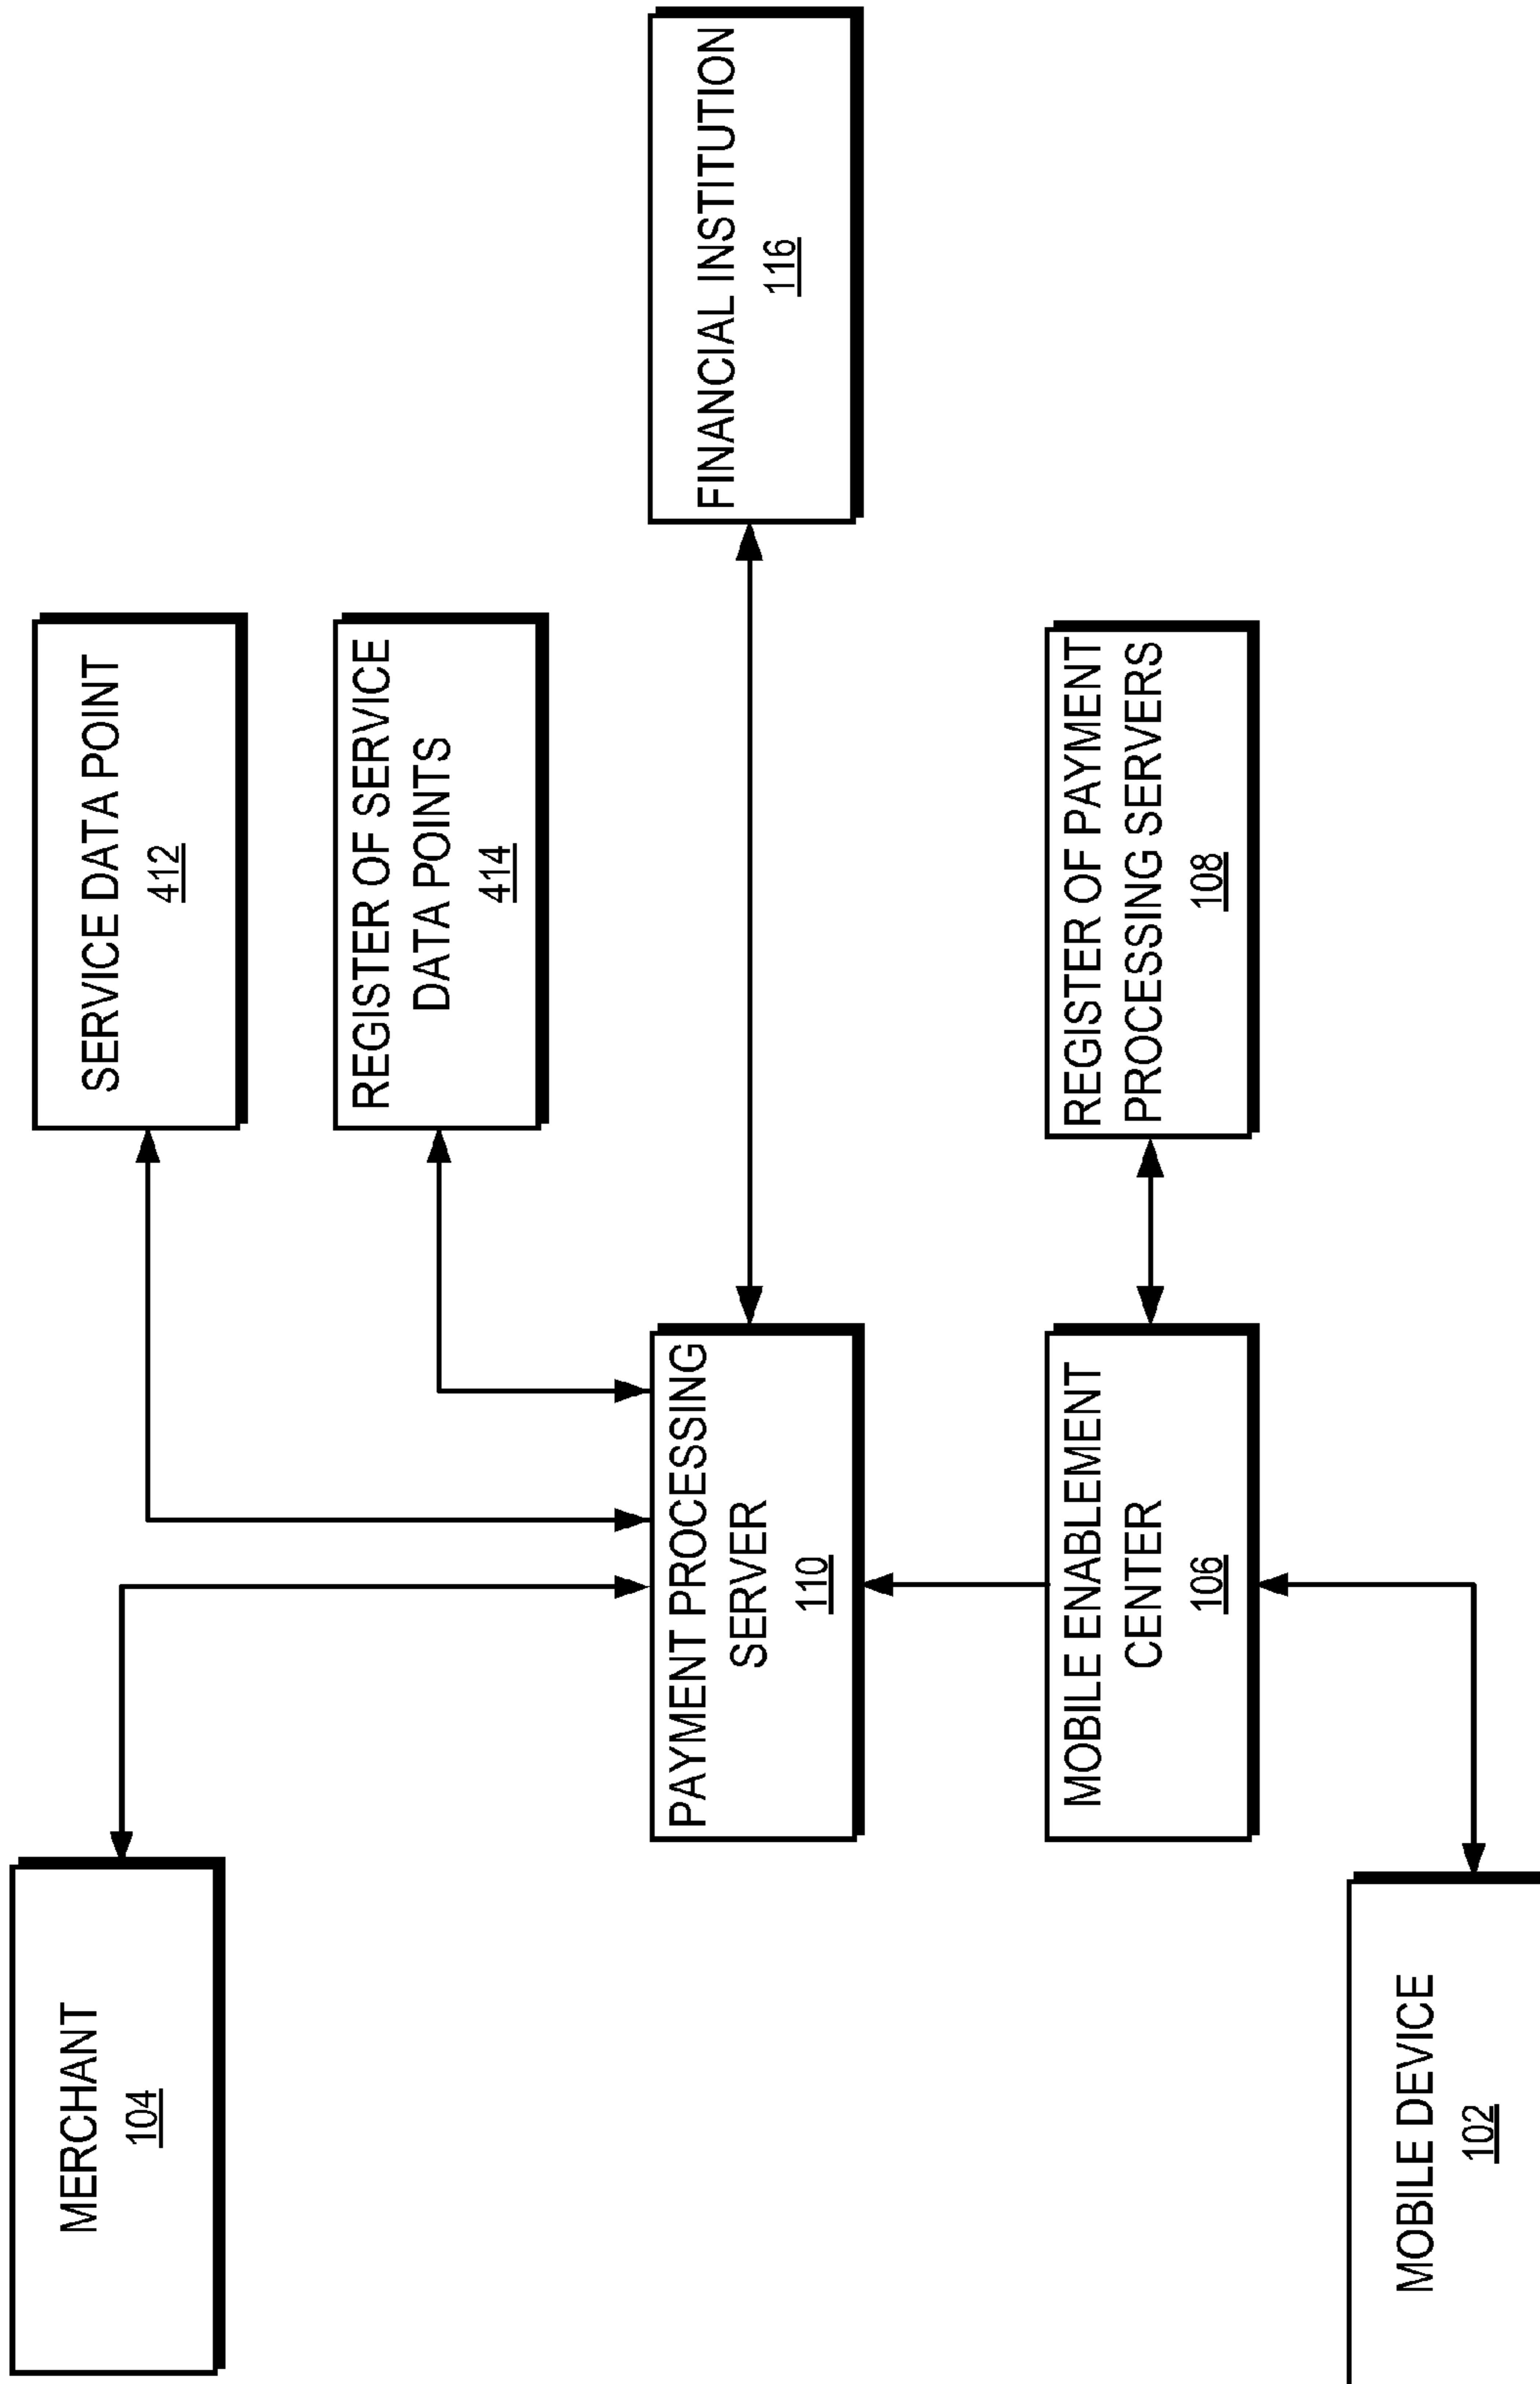 MERCHANT
104
SERVICE DATA POINT
412
REGISTER OF SERVICE
DATA POINTS
414
PAYMENT PROCESSING
SERVER
110
FINANCIAL INSTITUTION
116
MOBILE ENABLEMENT
CENTER
106
REGISTER OF PAYMENT
PROCESSING SERVERS
108
MOBILE DEVICE
102